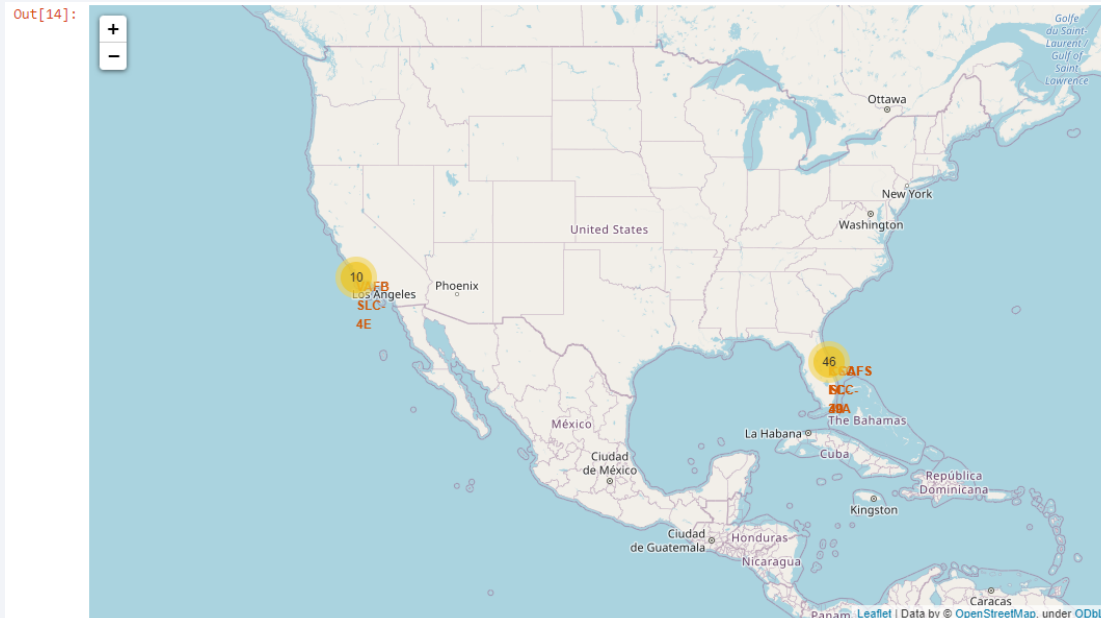 Out[14]:
+
−
Golfe
du Saint-
Laurent /
Gulf of
Saint
Lawrence
Ottawa
New York
Washington
United States
10
Los Angeles
SLC-
4E
Phoenix
46
The Bahamas
México
La Habana
Cuba
Ciudad
de México
República
Dominicana
Kingston
Ciudad
de Guatemala
Honduras
Nicaragua
Caracas
Panam
Leaflet | Data by © OpenStreetMap, under ODbL